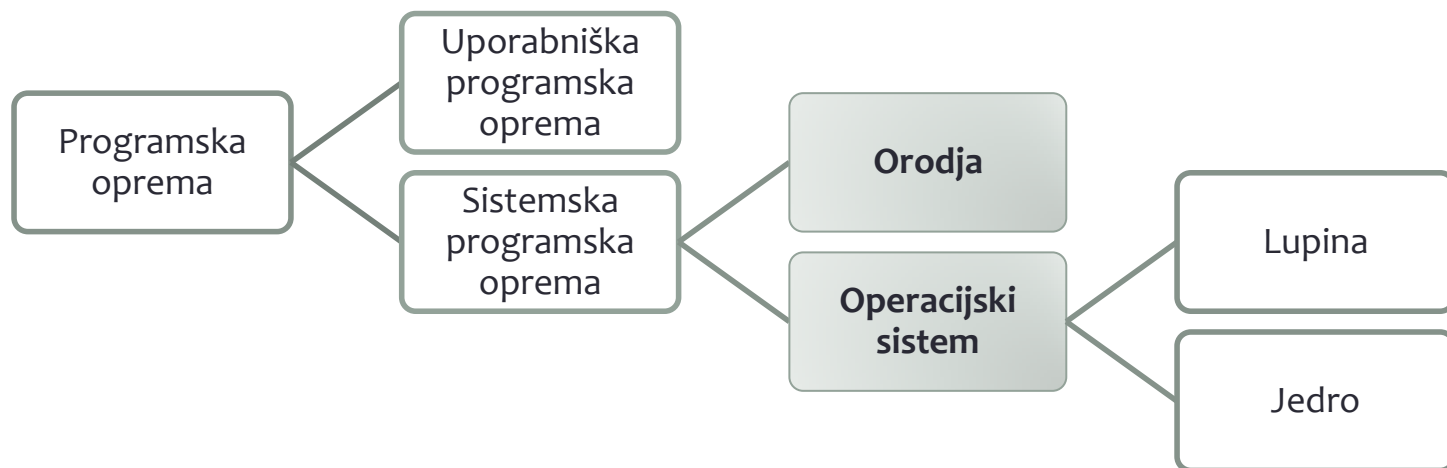 Programska
oprema
Uporabniška
programska
oprema
Sistemska
programska
oprema
Orodja
Operacijski
sistem
Lupina
Jedro